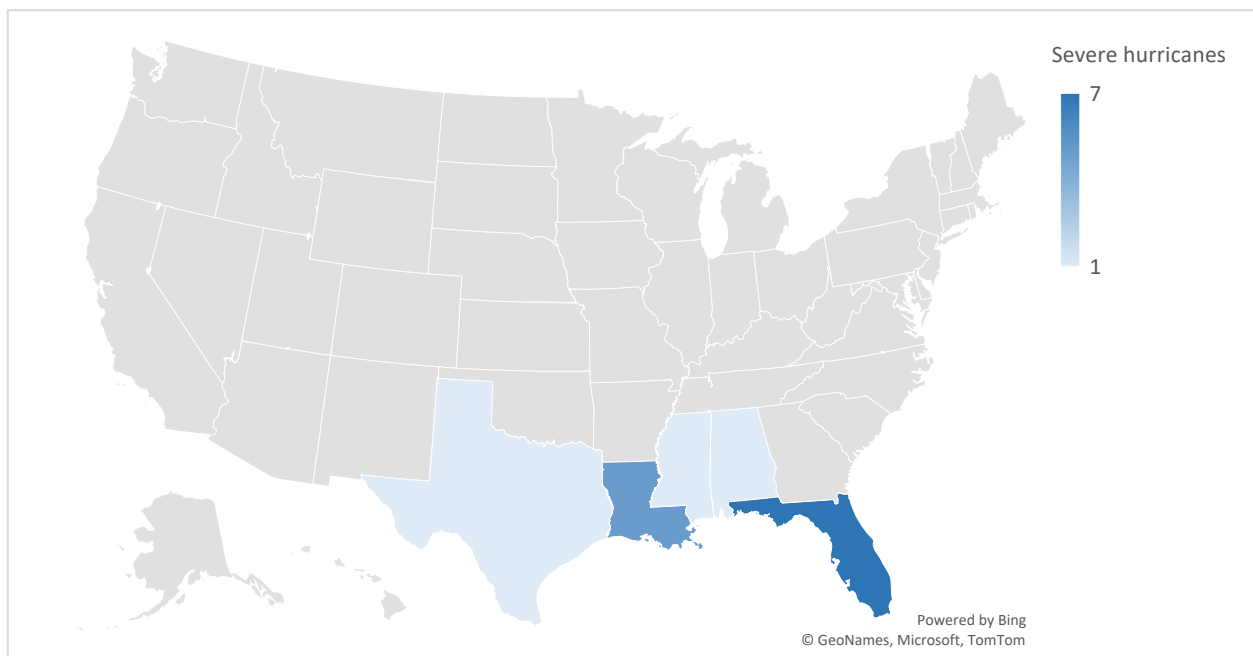 Severe hurricanes
7
1
Powered by Bing
© GeoNames, Microsoft, TomTom